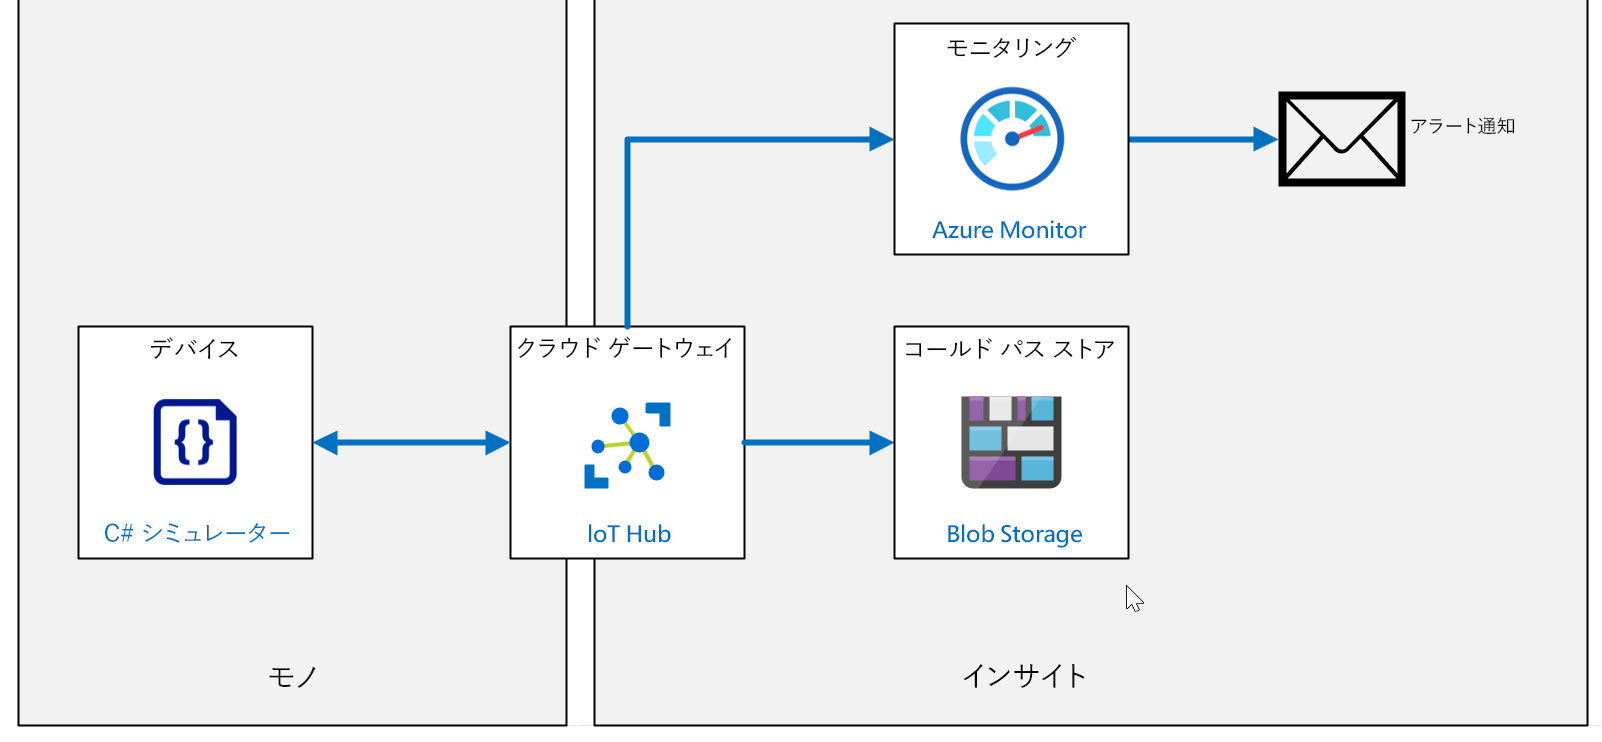 モニタリング
Azure Monitor
アラート通知
デバイス
{}
C# シミュレーター
クラウド ゲートウェイ
IoT Hub
コールド パス ストア
Blob Storage
モノ
インサイト